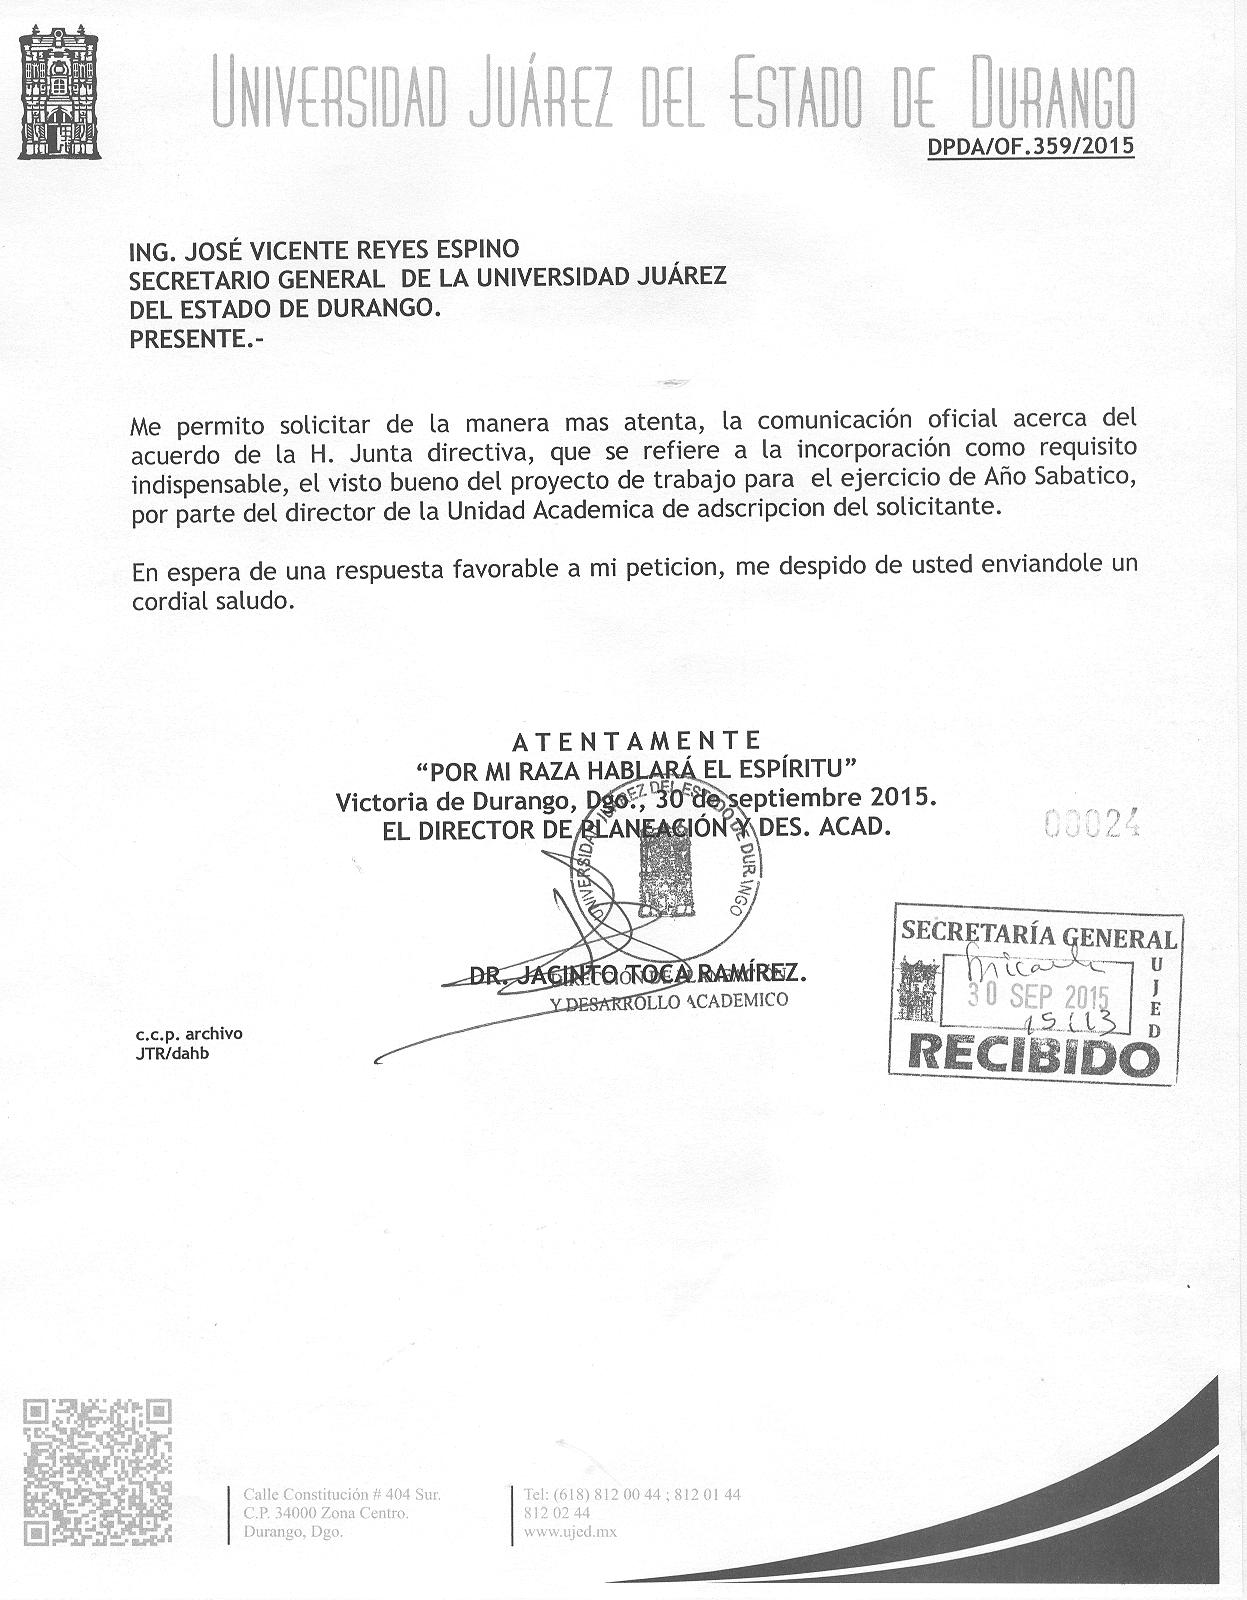 UNIVERSIDAD JUÁREZ DEL ESTADO DE DURANGO
DPDA/OF.359/2015
ING. JOSÉ VICENTE REYES ESPINO
SECRETARIO GENERAL DE LA UNIVERSIDAD JUÁREZ
DEL ESTADO DE DURANGO.
PRESENTE.-
Me permito solicitar de la manera mas atenta, la comunicación oficial acerca del
acuerdo de la H. Junta directiva, que se refiere a la incorporación como requisito
indispensable, el visto bueno del proyecto de trabajo para el ejercicio de Año Sabatico,
por parte del director de la Unidad Academica de adscripcion del solicitante.
En espera de una respuesta favorable a mi peticion, me despido de usted enviandole un
cordial saludo.
A T E N T A M E N T E
“POR MI RAZA HABLARÁ EL ESPÍRITU”
Victoria de Durango, Dgo., 30 de septiembre 2015.
EL DIRECTOR DE PLANEACIÓN Y DES. ACAD.
UNIVERSIDAD JUÁREZ DEL ESTADO DE DURANGO
00024
DR. JACINTO TOCA RAMÍREZ.
DIRECCIÓN DE
Y DESARROLLO ACADEMICO
SECRETARÍA GENERAL
UJED
30 SEP 2015
RECIBIDO
c.c.p. archivo
JTR/dahb
Calle Constitución # 404 Sur.
C.P. 34000 Zona Centro.
Durango, Dgo.
Tel: (618) 812 00 44 ; 812 01 44
812 02 44
www.ujed.mx